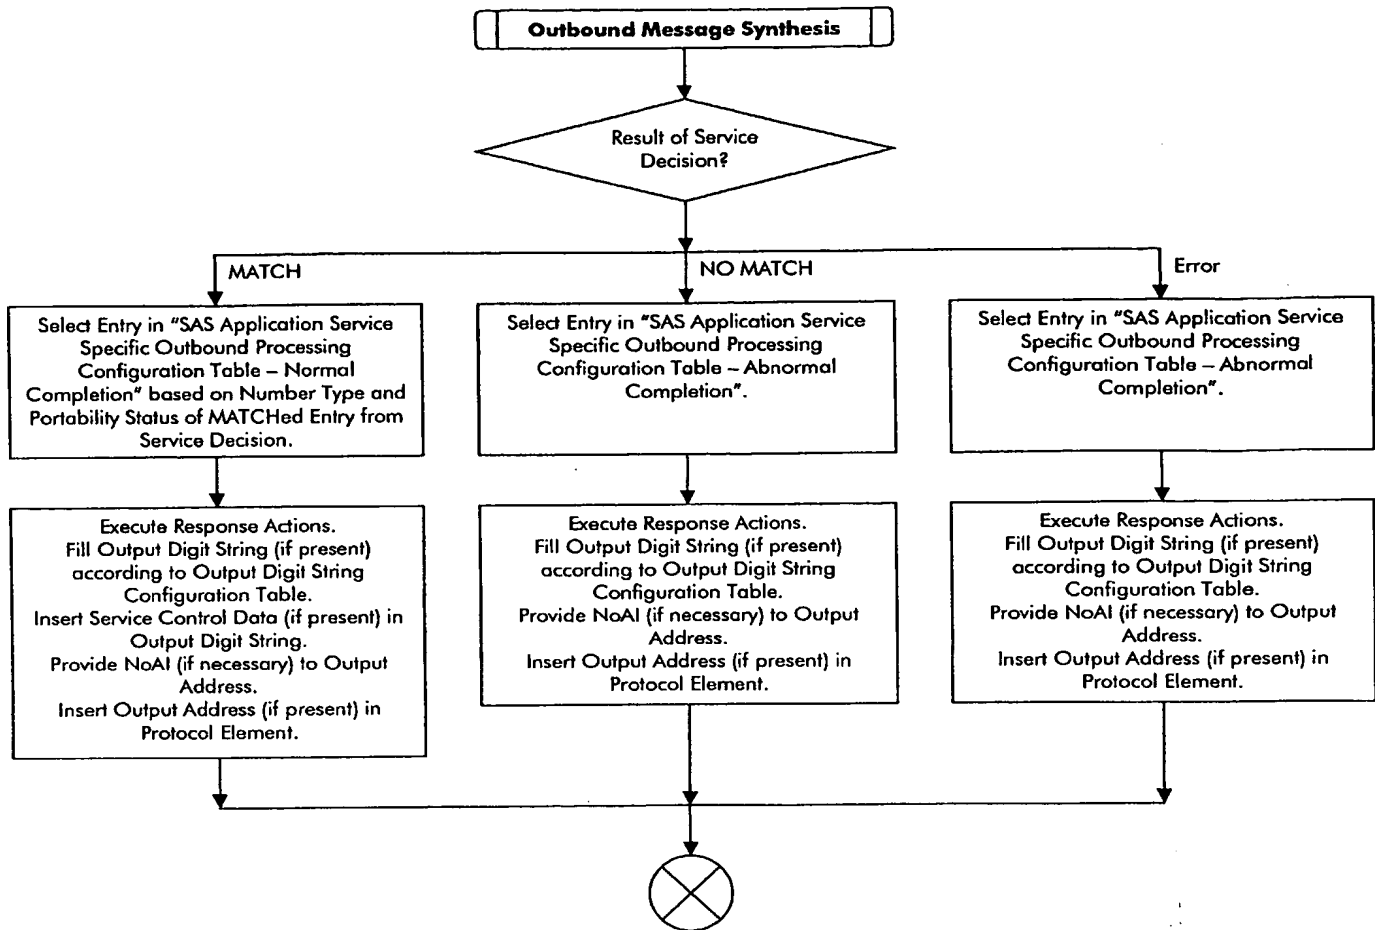 Outbound Message Synthesis
Result of Service
Decision?
MATCH
NO MATCH
Error
Select Entry in "SAS Application Service
Specific Outbound Processing
Configuration Table – Normal
Completion" based on Number Type and
Portability Status of MATCHed Entry from
Service Decision.
Select Entry in "SAS Application Service
Specific Outbound Processing
Configuration Table – Abnormal
Completion".
Select Entry in "SAS Application Service
Specific Outbound Processing
Configuration Table – Abnormal
Completion".
Execute Response Actions.
Fill Output Digit String (if present)
according to Output Digit String
Configuration Table.
Insert Service Control Data (if present) in
Output Digit String.
Provide NoAI (if necessary) to Output
Address.
Insert Output Address (if present) in
Protocol Element.
Execute Response Actions.
Fill Output Digit String (if present)
according to Output Digit String
Configuration Table.
Provide NoAI (if necessary) to Output
Address.
Insert Output Address (if present) in
Protocol Element.
Execute Response Actions.
Fill Output Digit String (if present)
according to Output Digit String
Configuration Table.
Provide NoAI (if necessary) to Output
Address.
Insert Output Address (if present) in
Protocol Element.